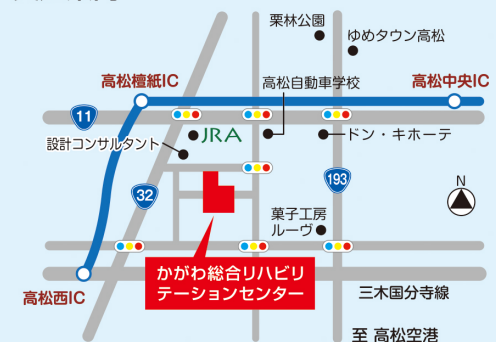 栗林公園
ゆめタウン高松
高松檀紙IC
高松自動車学校
高松中央IC
11
設計コンサルタント
JRA
ドン・キホーテ
32
193
N
菓子工房
ルーヴ
かがわ総合リハビリ
テーションセンター
高松西IC
三木国分寺線
至 高松空港